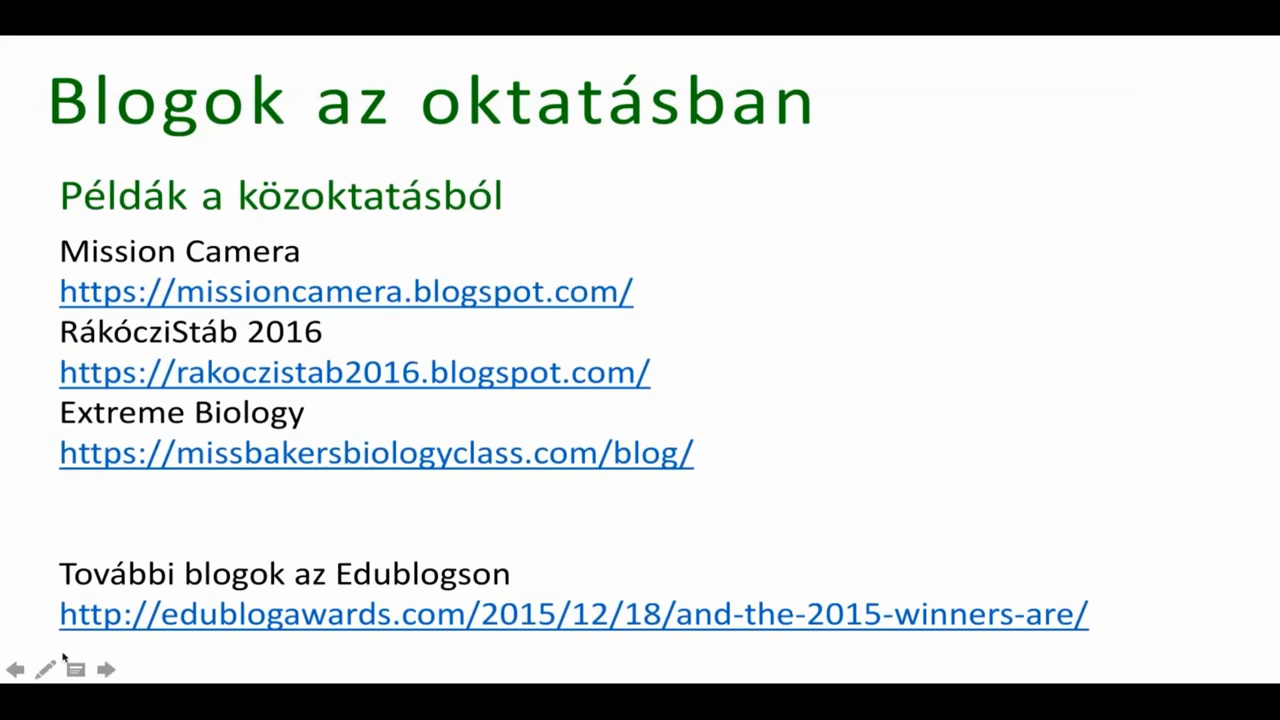 Blogok az oktatásban
Példák a közoktatásból
Mission Camera
https://missioncamera.blogspot.com/
RákócziStáb 2016
https://rakoczistab2016.blogspot.com/
Extreme Biology
https://missbakersbiologyclass.com/blog/
További blogok az Edublogson
http://edublogawards.com/2015/12/18/and-the-2015-winners-are/